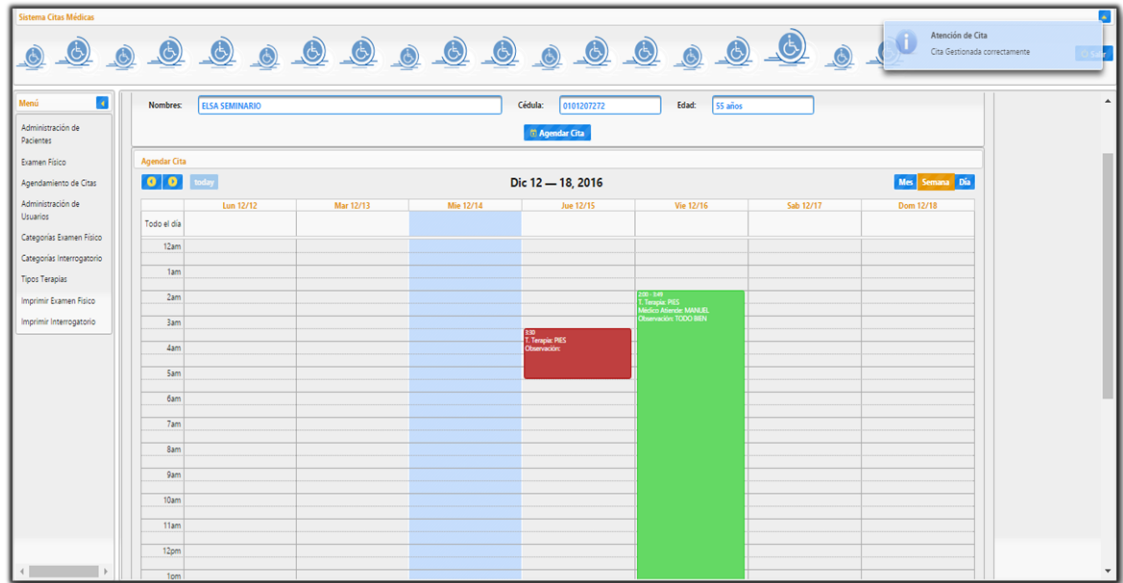 Sistema Citas Médicas
Atención de Cita
Cita Gestionada correctamente
Salir
Menú
Administración de
Pacientes
Examen Físico
Agendamiento de Citas
Administración de
Usuarios
Categorías Examen Físico
Categorías Interrogatorio
Tipos Terapias
Imprimir Examen Fisico
Imprimir Interrogatorio
Nombres: ELSA SEMINARIO Cédula: 0101207272 Edad: 55 años
Agendar Cita
Agendar Cita
today Dic 12 — 18, 2016 Mes Semana Día
Lun 12/12 Mar 12/13 Mie 12/14 Jue 12/15 Vie 12/16 Sab 12/17 Dom 12/18
Todo el día
12am
1am
2am
3am
4am
5am
6am
7am
8am
9am
10am
11am
12pm
1pm
3:30
T. Terapia: PIES
Observación:
2:00 - 3:49
T. Terapia: PIES
Médico Atiende: MANUEL
Observación: TODO BIEN